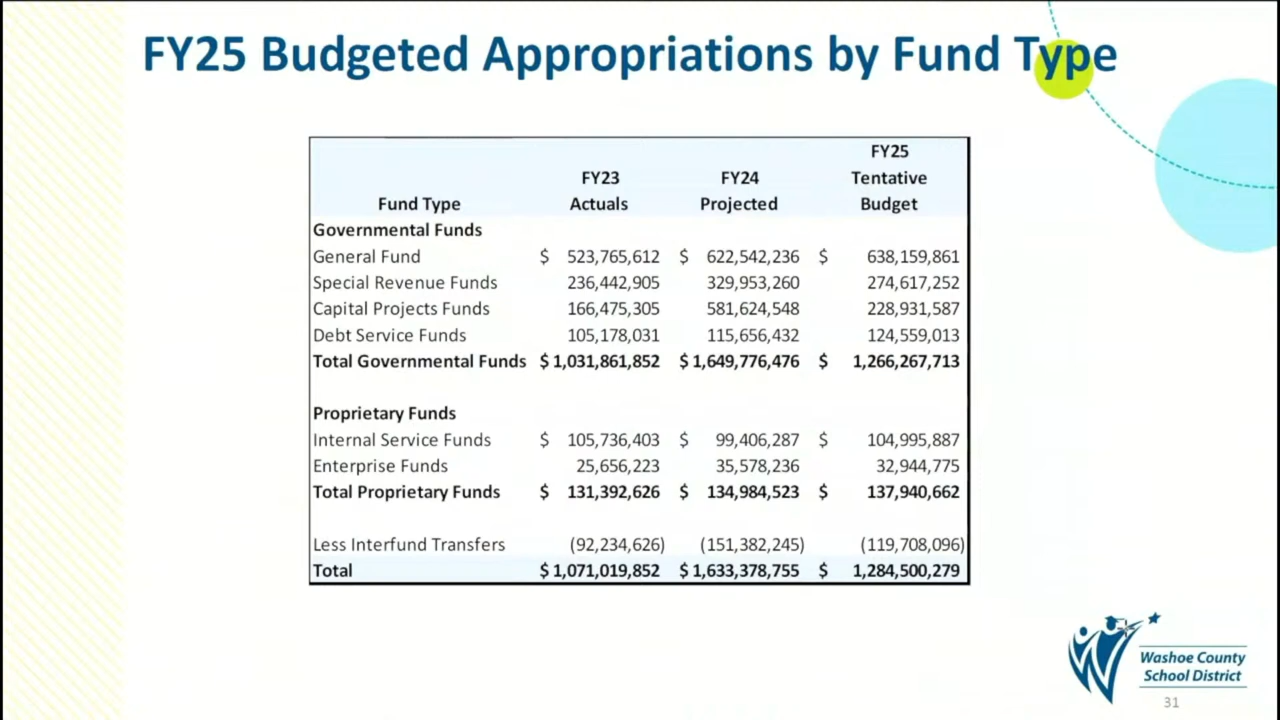 FY25 Budgeted Appropriations by Fund Type
FY25
FY23 FY24 Tentative
Fund Type Actuals Projected Budget
Governmental Funds
General Fund $ 523,765,612 $ 622,542,236 $ 638,159,861
Special Revenue Funds 236,442,905 329,953,260 274,617,252
Capital Projects Funds 166,475,305 581,624,548 228,931,587
Debt Service Funds 105,178,031 115,656,432 124,559,013
Total Governmental Funds $ 1,031,861,852 $ 1,649,776,476 $ 1,266,267,713
Proprietary Funds
Internal Service Funds $ 105,736,403 $ 99,406,287 $ 104,995,887
Enterprise Funds 25,656,223 35,578,236 32,944,775
Total Proprietary Funds $ 131,392,626 $ 134,984,523 $ 137,940,662
Less Interfund Transfers (92,234,626) (151,382,245) (119,708,096)
Total $ 1,071,019,852 $ 1,633,378,755 $ 1,284,500,279
Washoe County
School District
31